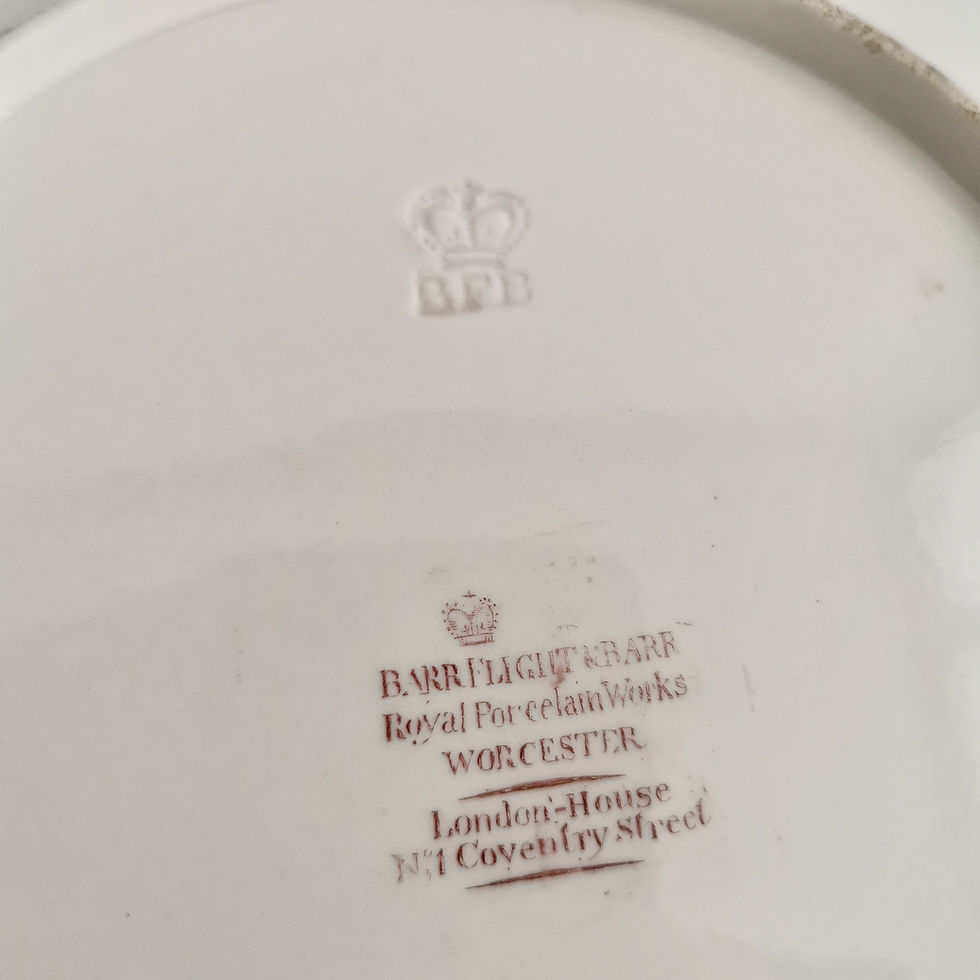 BFB
BARR FLIGHT & BARR
Royal Porcelain Works
WORCESTER
London-House
No. 1 Coventry Street